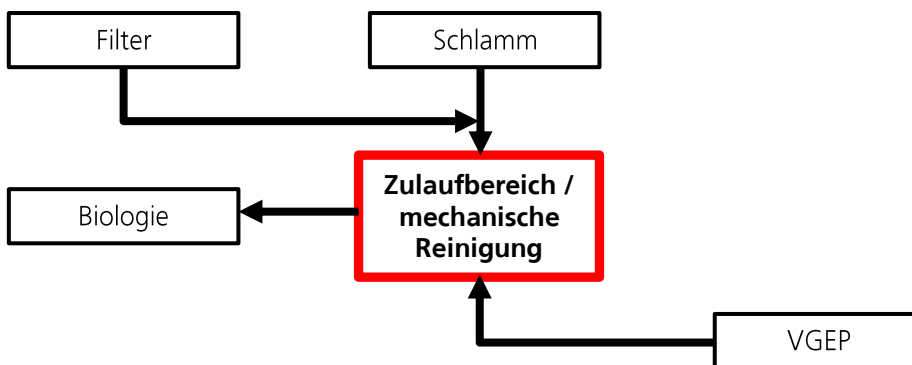 Filter
Schlamm
Zulaufbereich /
mechanische
Reinigung
Biologie
VGEP